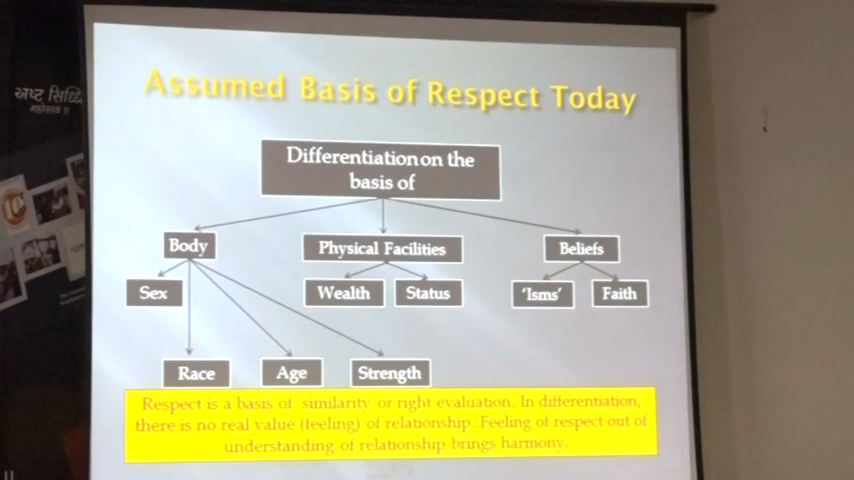 અષ્ટ સિદ્ધિ
Assumed Basis of Respect Today
Differentiation on the
basis of
Body
Physical Facilities
Beliefs
Sex
Wealth
Status
'Isms'
Faith
Race
Age
Strength
Respect is a basis of similarity or right evaluation. In differentiation,
there is no real value (feeling) of relationship. Feeling of respect out of
understanding of relationship brings harmony.